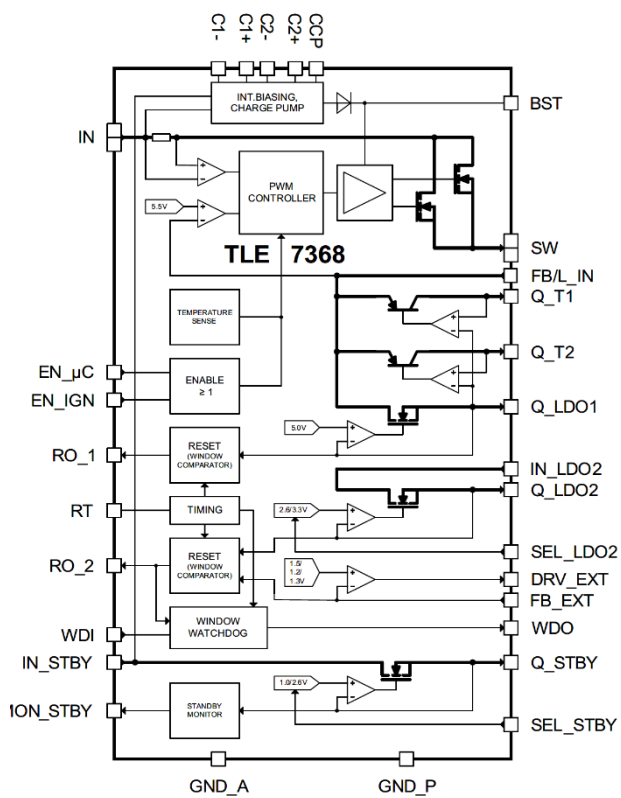 C1-
C1+
C2-
C2+
CCP
INT.BIASING,
CHARGE PUMP
BST
IN
PWM
CONTROLLER
5.5V
TLE 7368
SW
FB/L_IN
Q_T1
TEMPERATURE
SENSE
Q_T2
EN_µC
ENABLE
≥ 1
EN_IGN
Q_LDO1
5.0V
RO_1
RESET
(WINDOW
COMPARATOR)
IN_LDO2
Q_LDO2
RT
TIMING
2.6/3.3V
RO_2
RESET
(WINDOW
COMPARATOR)
SEL_LDO2
1.5/
1.2/
1.3V
DRV_EXT
FB_EXT
WDI
WINDOW
WATCHDOG
WDO
IN_STBY
Q_STBY
1.0/2.6V
STANDBY
MONITOR
ION_STBY
SEL_STBY
GND_A
GND_P
+
-
+
-
+
-
+
-
+
-
+
-
+
-
+
-